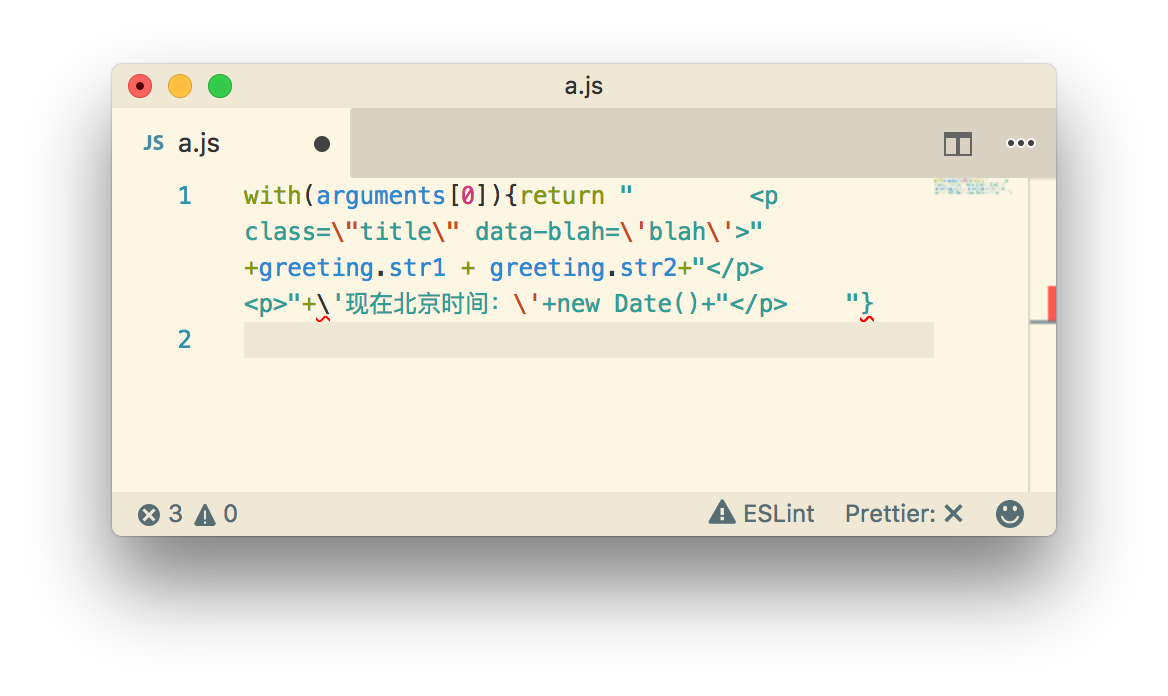 a.js
JS a.js
1 with(arguments[0]){return "        <p
class=\"title\" data-blah=\'blah\'>"
+greeting.str1 + greeting.str2+"</p>
<p>"+\'现在北京时间：\'+new Date()+"</p>    "}
2
3 0 ESLint Prettier: ✕